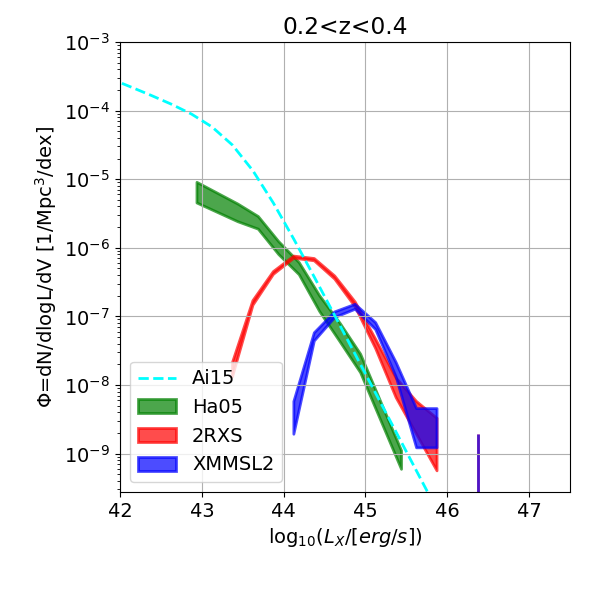 0.2<z<0.4
Φ=dN/dlogL/dV [1/Mpc³/dex]
10⁻³
10⁻⁴
10⁻⁵
10⁻⁶
10⁻⁷
10⁻⁸
10⁻⁹
Ai15
Ha05
2RXS
XMMSL2
42 43 44 45 46 47
log₁₀(L_X/[erg/s])